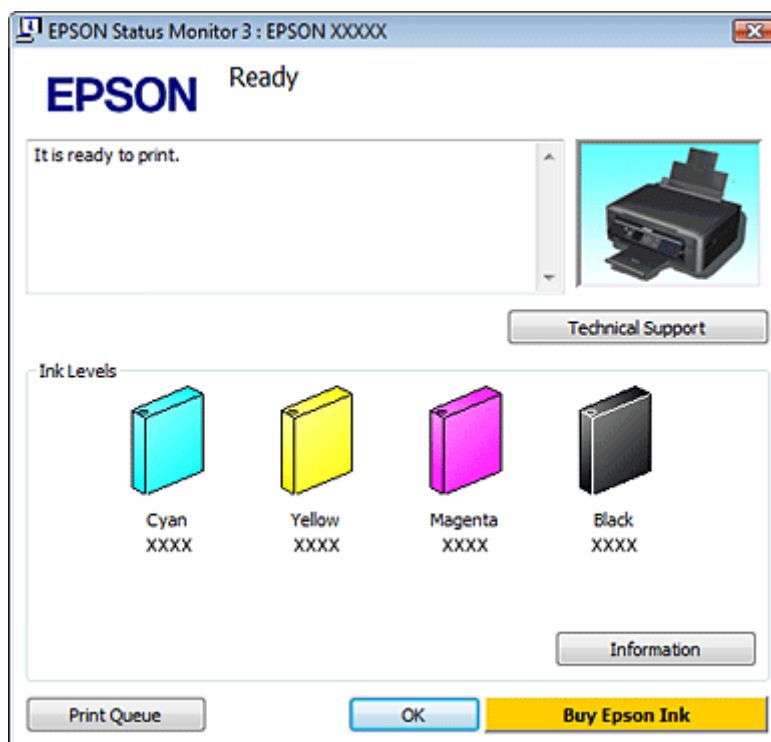 EPSON Status Monitor 3 : EPSON XXXXX
EPSON
Ready
It is ready to print.
Technical Support
Ink Levels
Cyan
XXXX
Yellow
XXXX
Magenta
XXXX
Black
XXXX
Information
Print Queue
OK
Buy Epson Ink